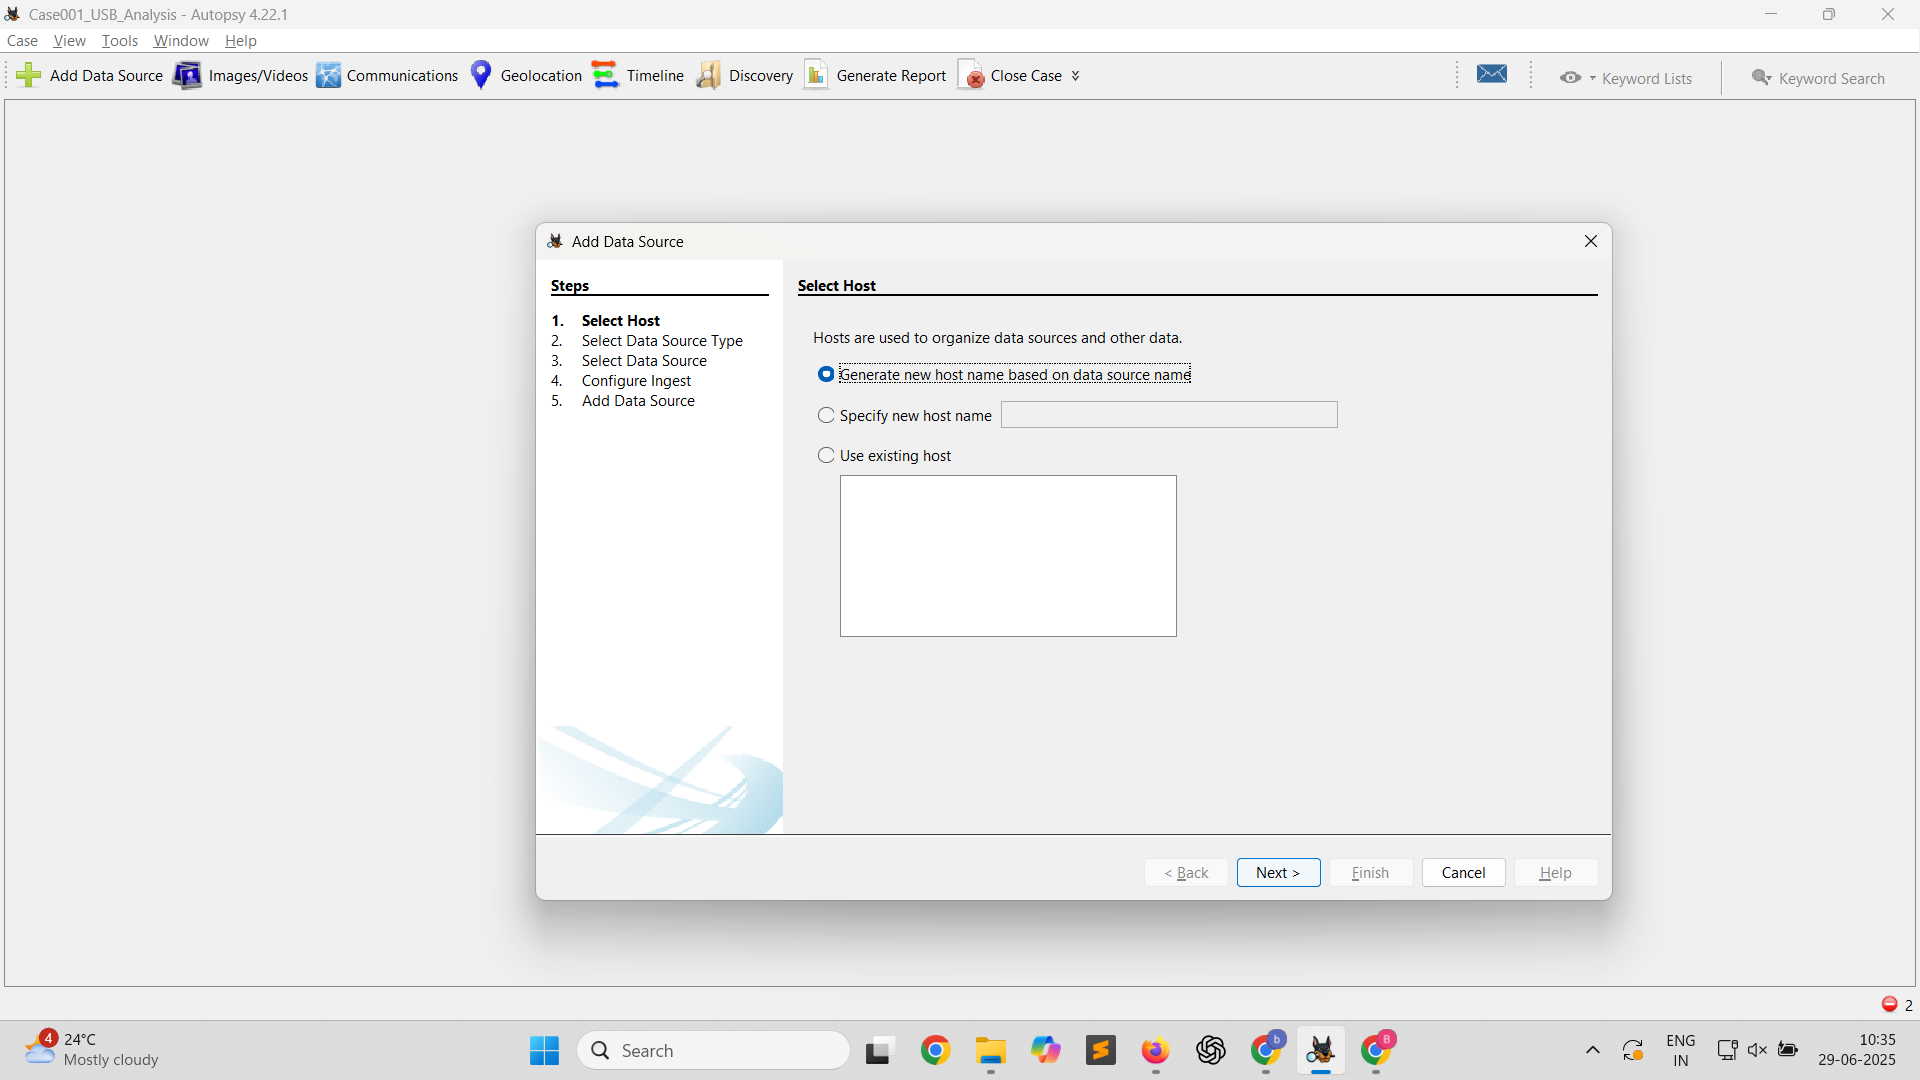 Case001_USB_Analysis - Autopsy 4.22.1
Case View Tools Window Help
Add Data Source Images/Videos Communications Geolocation Timeline Discovery Generate Report Close Case Keyword Lists Keyword Search
Add Data Source
Steps
1. Select Host
2. Select Data Source Type
3. Select Data Source
4. Configure Ingest
5. Add Data Source
Select Host
Hosts are used to organize data sources and other data.
Generate new host name based on data source name
Specify new host name
Use existing host
< Back Next > Finish Cancel Help
2
4
24°C
Mostly cloudy
Search
b
B
ENG
IN
10:35
29-06-2025